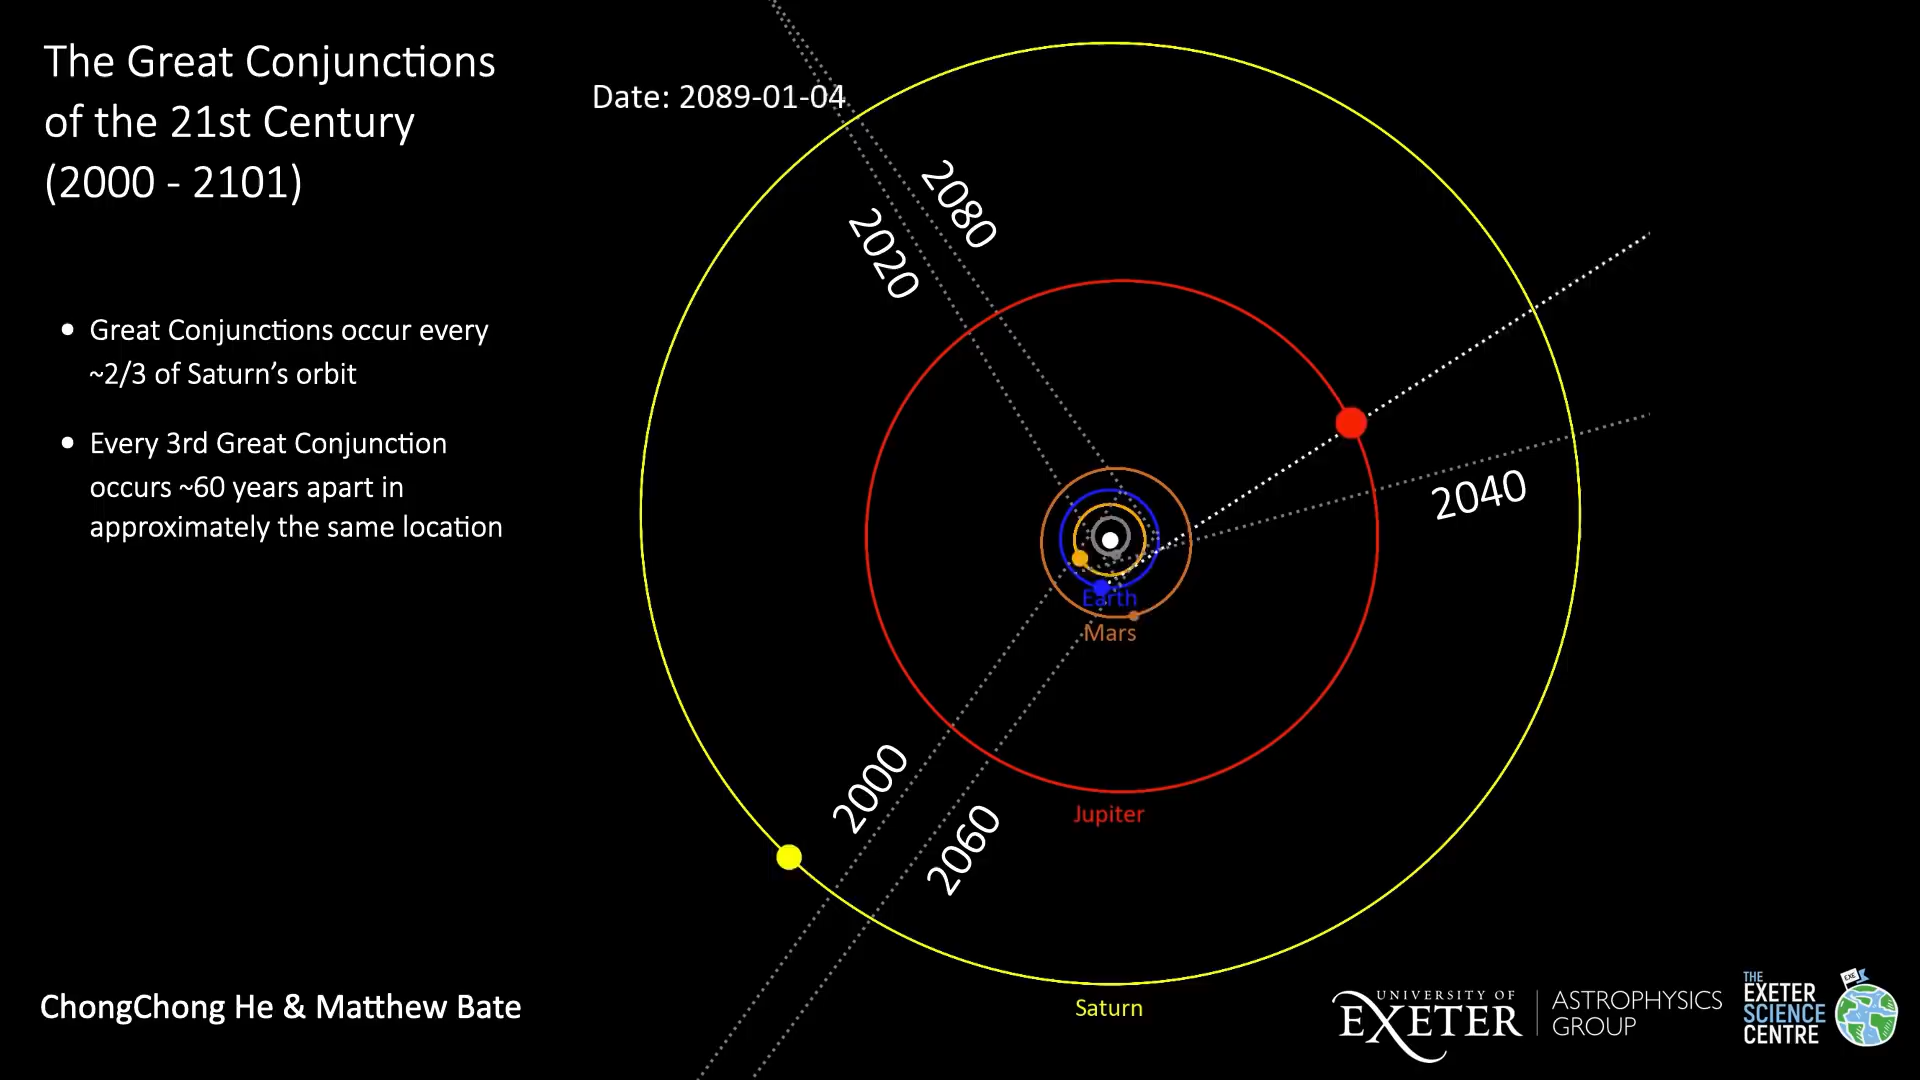 The Great Conjunctions
of the 21st Century
(2000 - 2101)
Date: 2089-01-04
• Great Conjunctions occur every
~2/3 of Saturn’s orbit
• Every 3rd Great Conjunction
occurs ~60 years apart in
approximately the same location
2080
2020
2040
Earth
Mars
2000
2060
Jupiter
Saturn
ChongChong He & Matthew Bate
UNIVERSITY OF
EXETER
ASTROPHYSICS
GROUP
THE
EXETER
SCIENCE
CENTRE
EXE